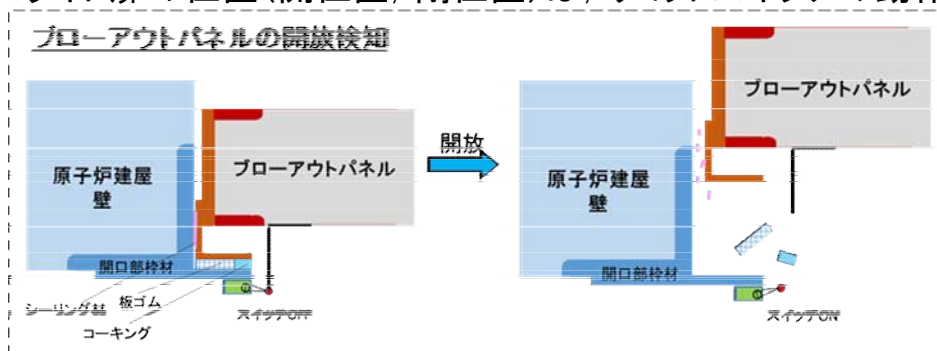 ブローアウトパネルの開放検知
原子炉建屋
壁
ブローアウトパネル
開口部枠材
シーリング材
板ゴム
コーキング
スイッチOFF
開放
ブローアウトパネル
原子炉建屋
壁
開口部枠材
スイッチON